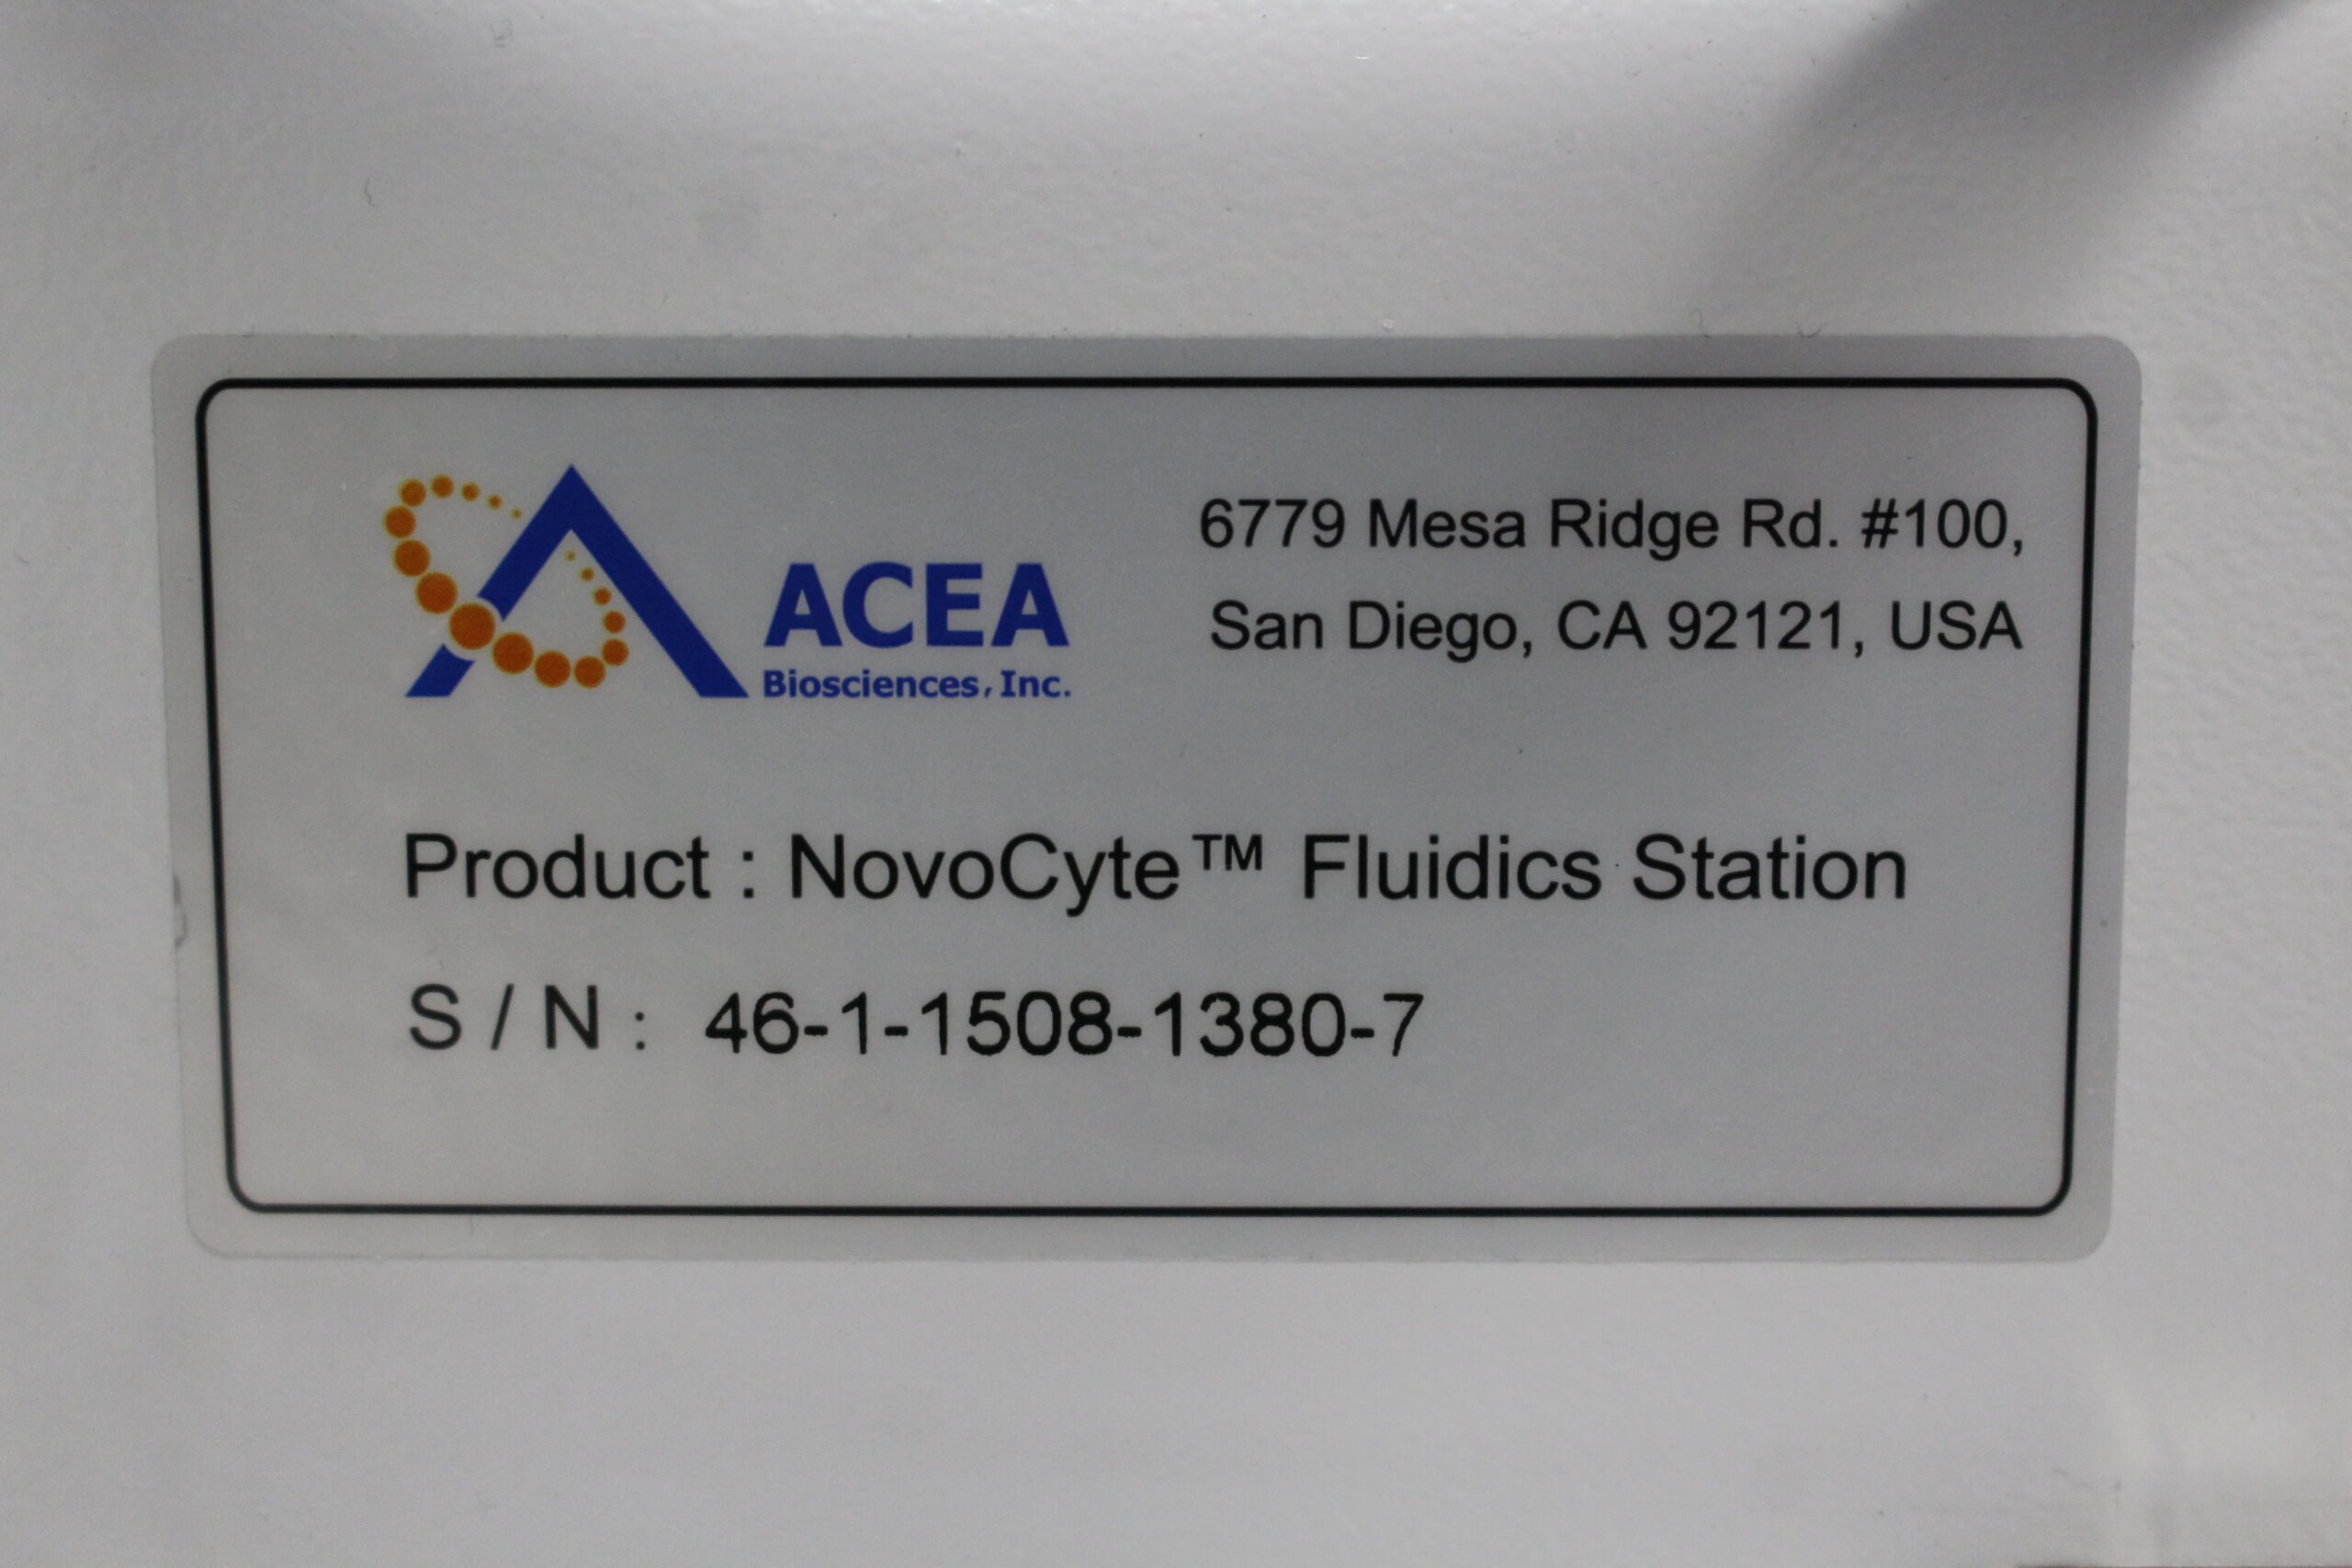 ACEA
Biosciences, Inc.
6779 Mesa Ridge Rd. #100,
San Diego, CA 92121, USA
Product : NovoCyte™ Fluidics Station
S / N : 46-1-1508-1380-7